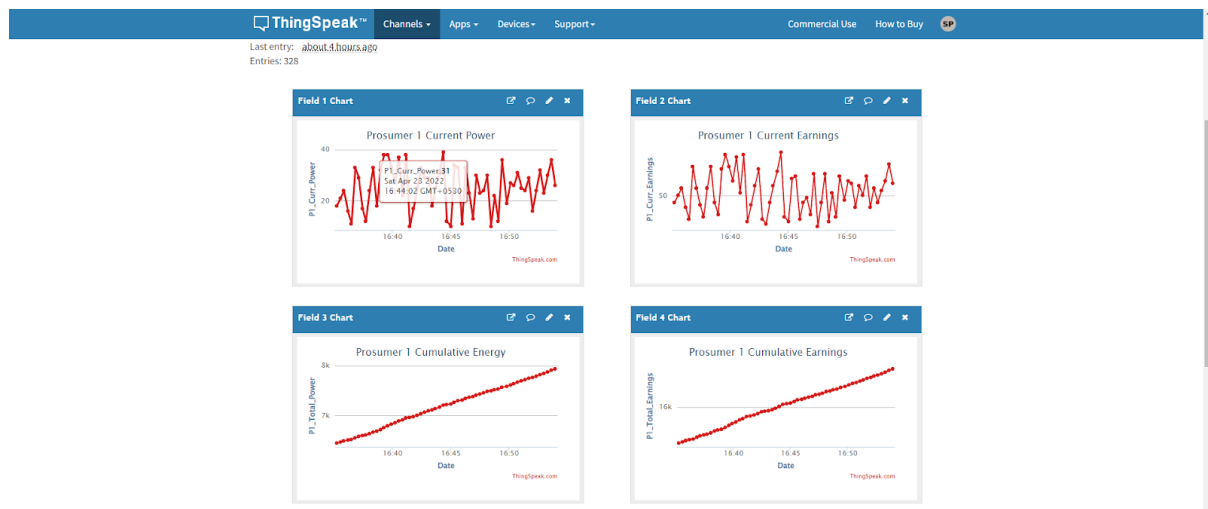 ThingSpeak™ Channels Apps Devices Support Commercial Use How to Buy SP
Last entry: about 4 hours ago
Entries: 328
Field 1 Chart
Prosumer 1 Current Power
40
20
P1_Curr_Power
P1_Curr_Power:31
Sat Apr 23 2022
16:44:02 GMT+0530
16:40 16:45 16:50
Date
ThingSpeak.com
Field 2 Chart
Prosumer 1 Current Earnings
50
P1_Curr_Earnings
16:40 16:45 16:50
Date
ThingSpeak.com
Field 3 Chart
Prosumer 1 Cumulative Energy
8k
7k
P1_Total_Power
16:40 16:45 16:50
Date
ThingSpeak.com
Field 4 Chart
Prosumer 1 Cumulative Earnings
16k
P1_Total_Earnings
16:40 16:45 16:50
Date
ThingSpeak.com